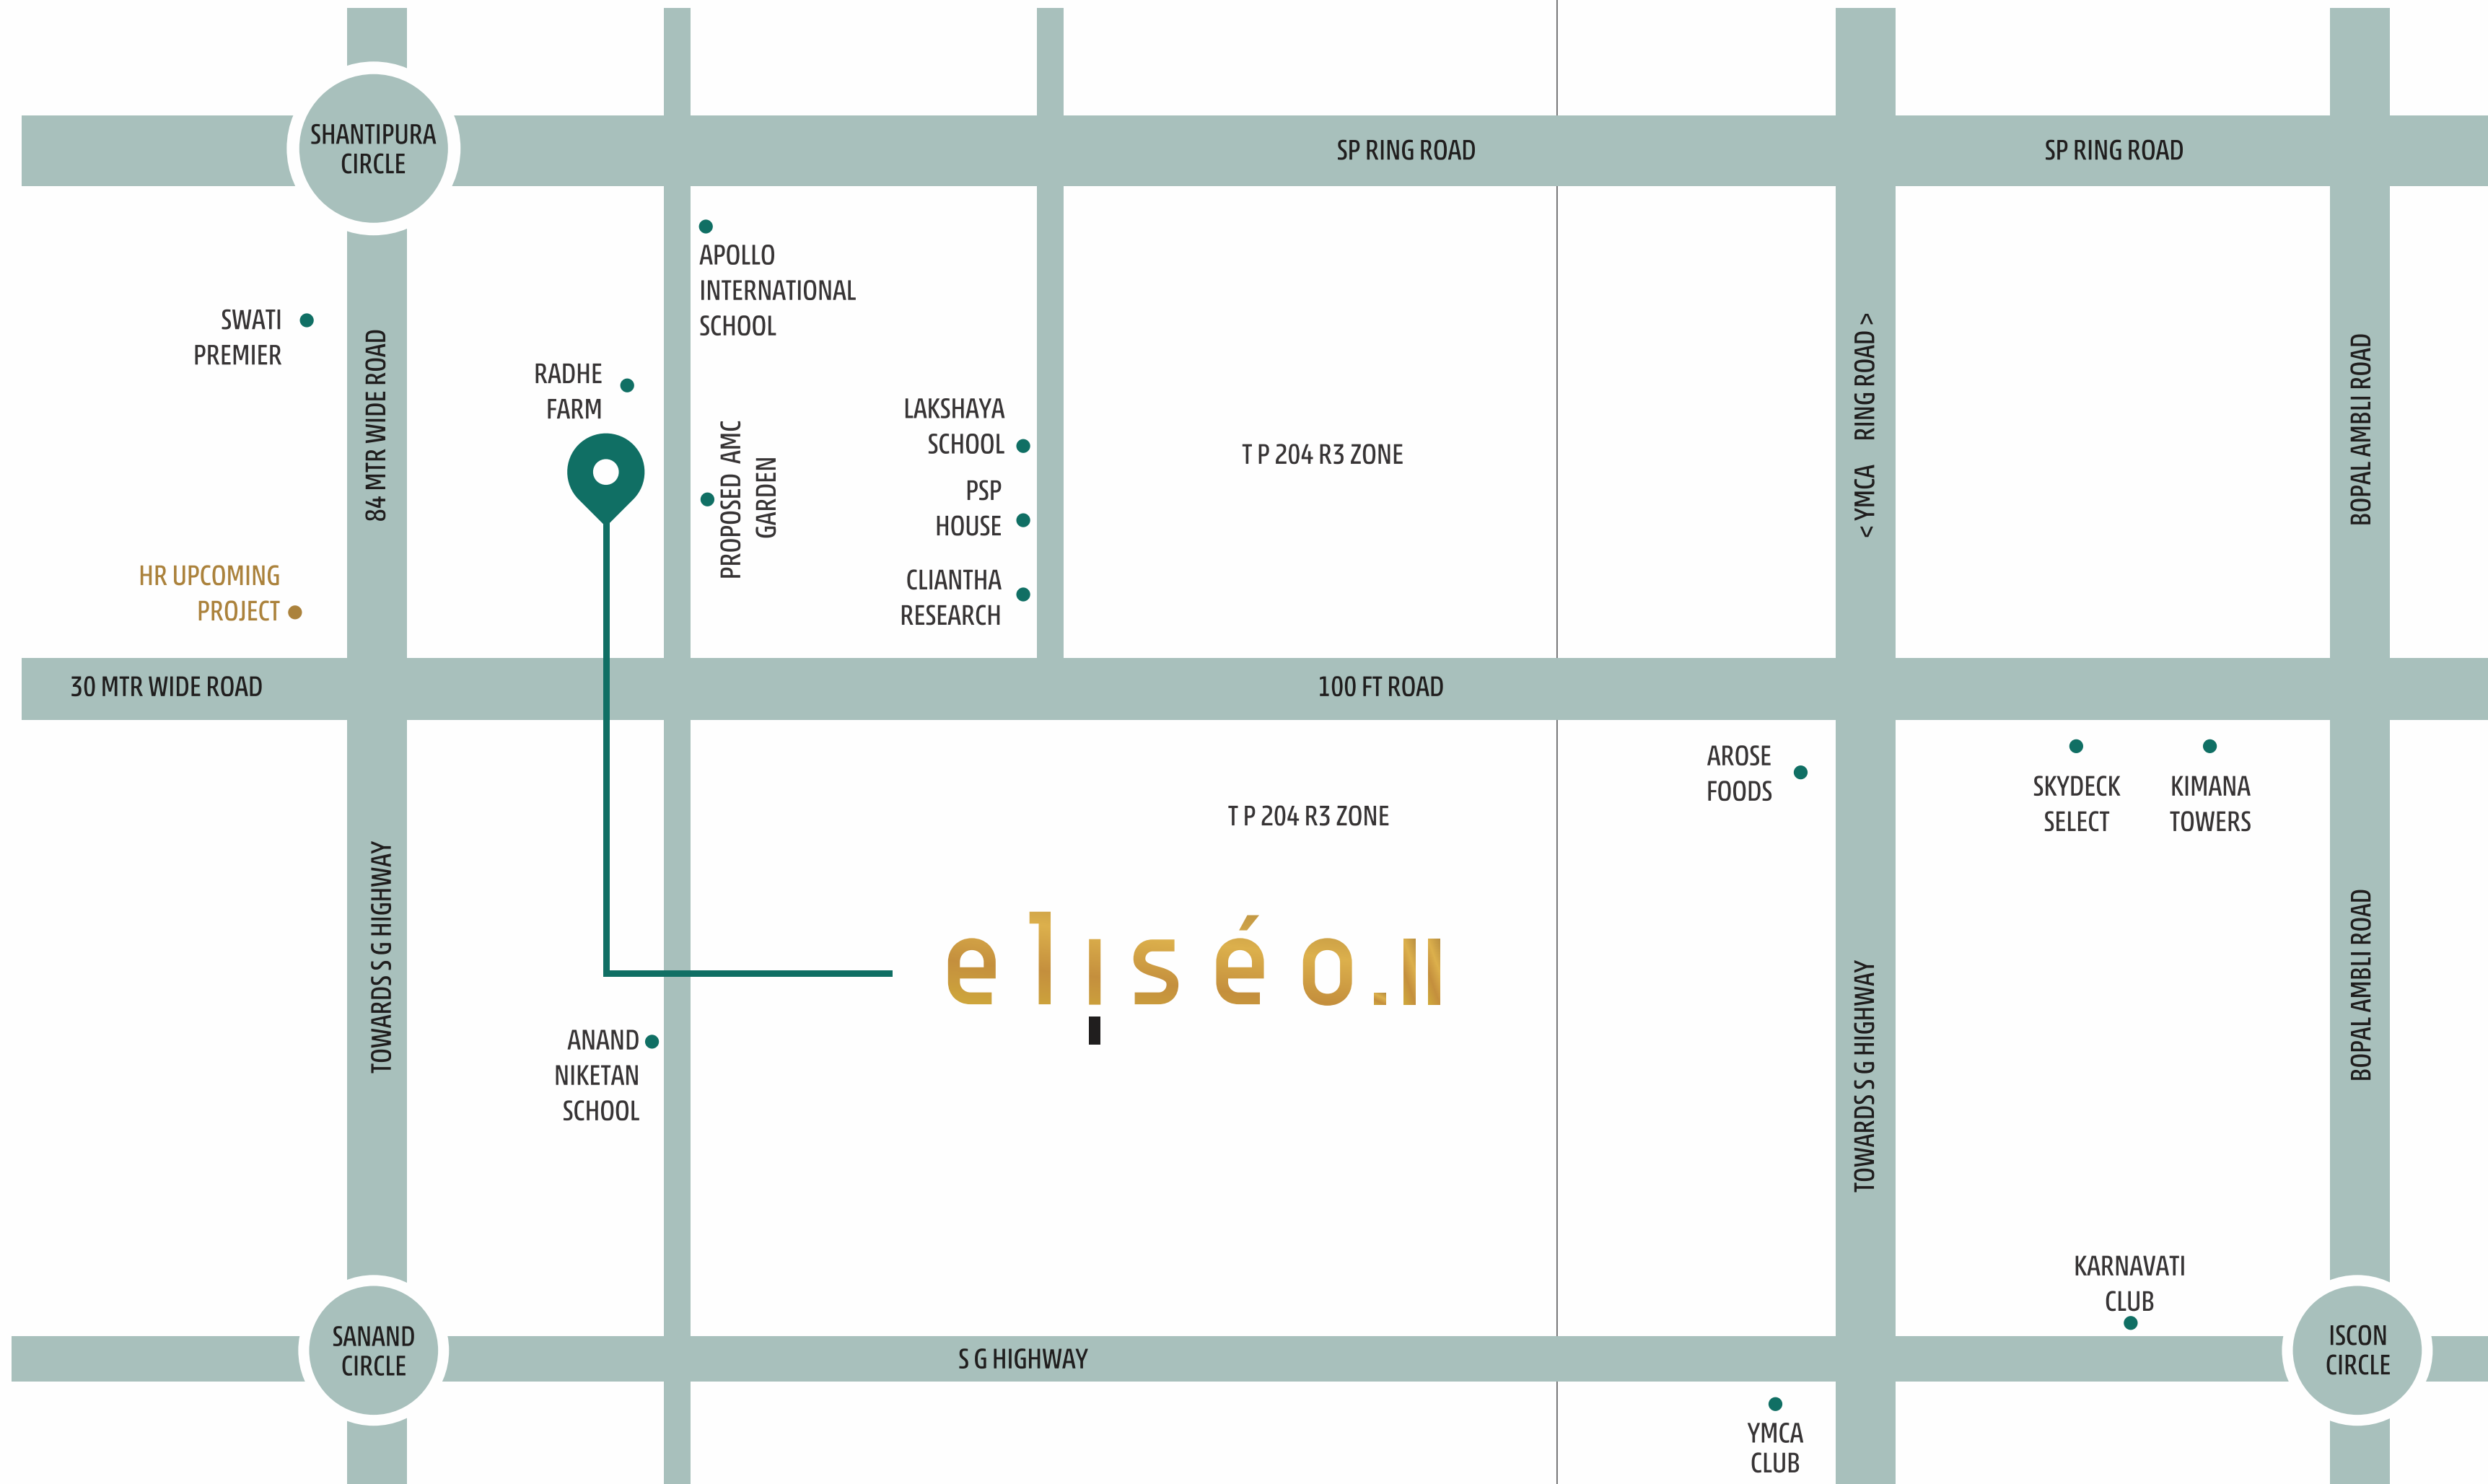 SHANTIPURA
CIRCLE
SP RING ROAD
SP RING ROAD
APOLLO
INTERNATIONAL
SCHOOL
SWATI
PREMIER
84 MTR WIDE ROAD
RADHE
FARM
PROPOSED AMC
GARDEN
LAKSHAYA
SCHOOL
PSP
HOUSE
CLIANTHA
RESEARCH
T P 204 R3 ZONE
< YMCA RING ROAD >
BOPAL AMBLI ROAD
HR UPCOMING
PROJECT
30 MTR WIDE ROAD
100 FT ROAD
AROSE
FOODS
SKYDECK
SELECT
KIMANA
TOWERS
T P 204 R3 ZONE
TOWARDS S G HIGHWAY
eliséo.II
ANAND
NIKETAN
SCHOOL
TOWARDS S G HIGHWAY
BOPAL AMBLI ROAD
KARNAVATI
CLUB
SANAND
CIRCLE
S G HIGHWAY
ISCON
CIRCLE
YMCA
CLUB